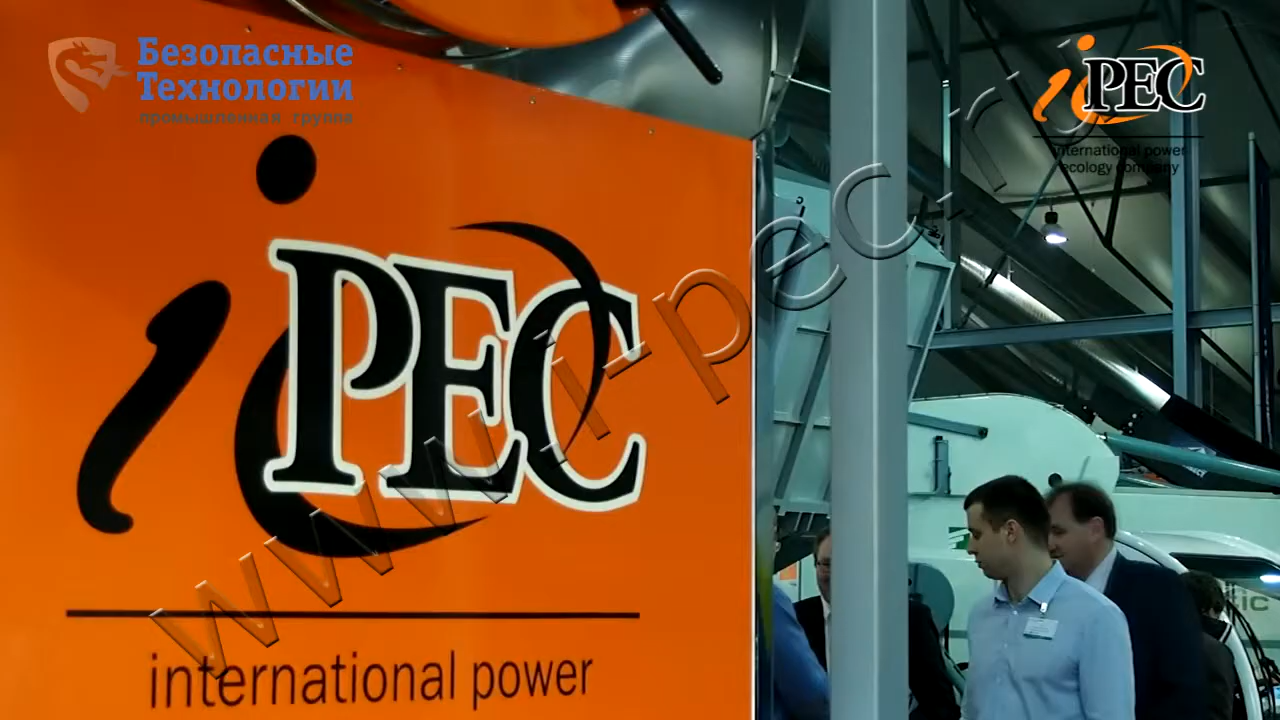 Безопасные
Технологии
промышленная группа
iPEC
international power
ecology company
www.i-pec.ru
iPEC
international power